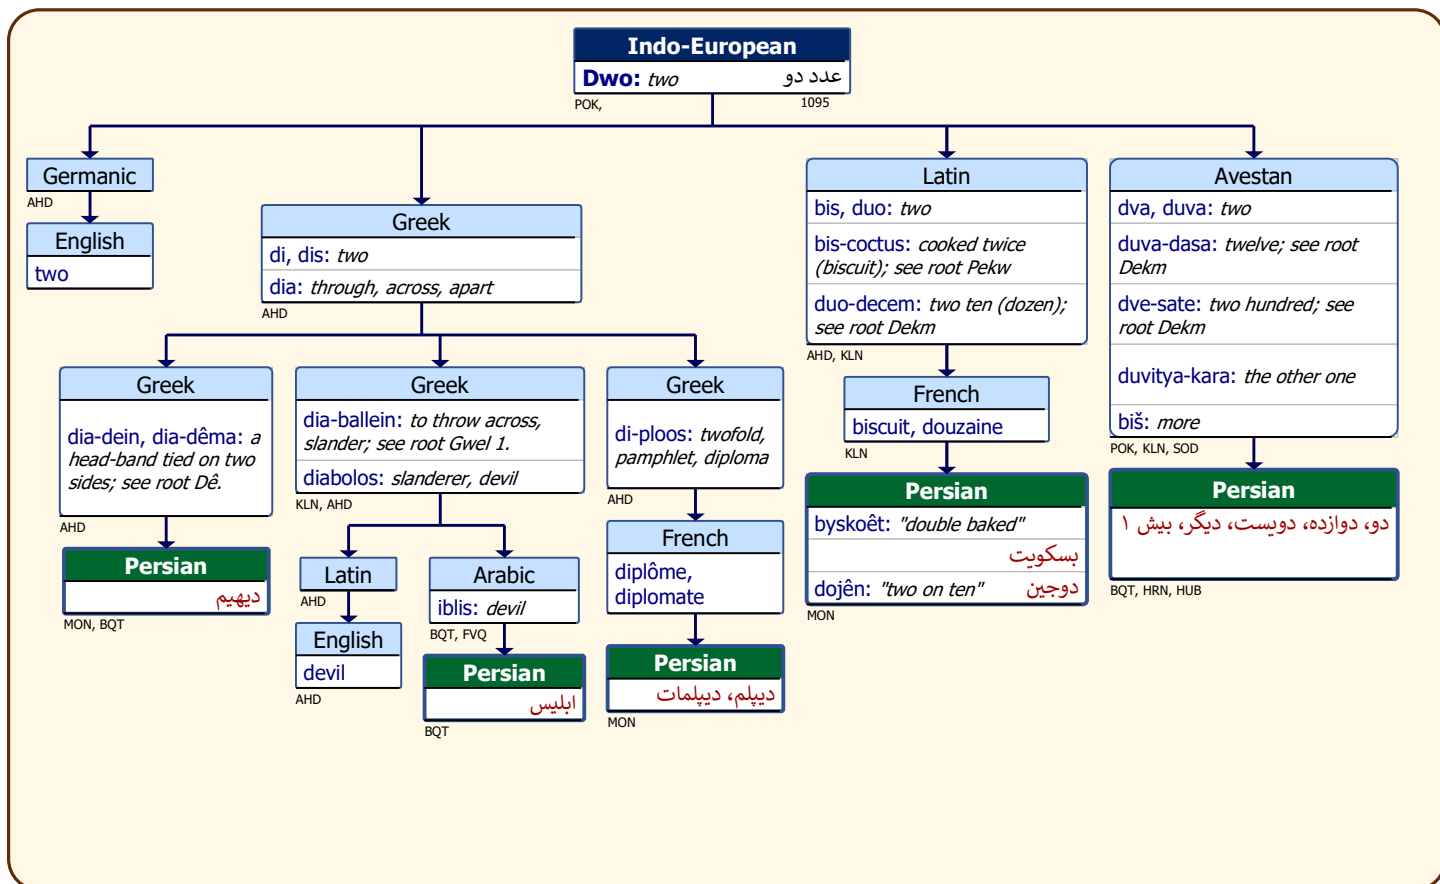 Indo-European
Dwo: two عدد دو
POK, 1095
Germanic
AHD
English
two
Greek
di, dis: two
dia: through, across, apart
AHD
Greek
dia-dein, dia-dêma: a
head-band tied on two
sides; see root Dê.
AHD
Persian
دیهیم
MON, BQT
Greek
dia-ballein: to throw across,
slander; see root Gwel 1.
diabolos: slanderer, devil
KLN, AHD
Latin
AHD
English
devil
AHD
Arabic
iblis: devil
BQT, FVQ
Persian
ابلیس
BQT
Greek
di-ploos: twofold,
pamphlet, diploma
AHD
French
diplôme,
diplomate
Persian
دیپلم، دیپلمات
MON
Latin
bis, duo: two
bis-coctus: cooked twice
(biscuit); see root Pekw
duo-decem: two ten (dozen);
see root Dekm
AHD, KLN
French
biscuit, douzaine
KLN
Persian
byskoêt: "double baked"
بسکویت
dojên: "two on ten" دوجین
MON
Avestan
dva, duva: two
duva-dasa: twelve; see root
Dekm
dve-sate: two hundred; see
root Dekm
duvitya-kara: the other one
biš: more
POK, KLN, SOD
Persian
دو، دوازده، دویست، دیگر، بیش ۱
BQT, HRN, HUB